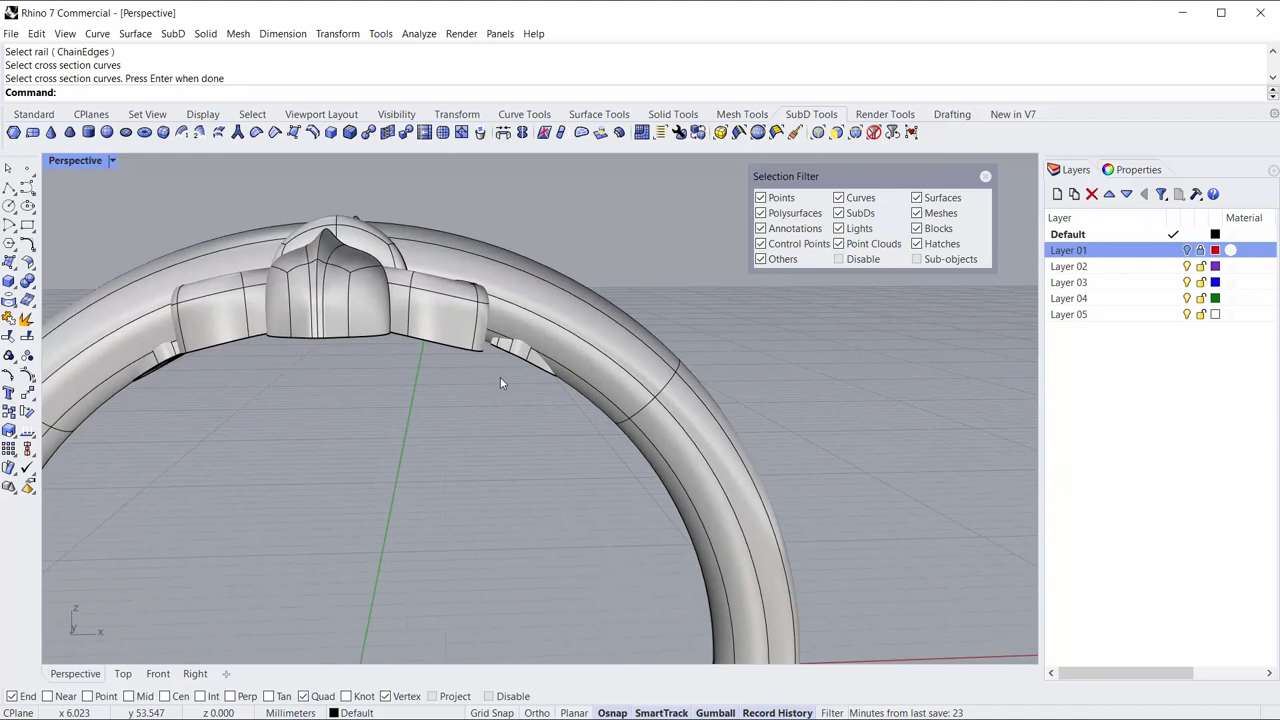 Rhino 7 Commercial - [Perspective]
File Edit View Curve Surface SubD Solid Mesh Dimension Transform Tools Analyze Render Panels Help
Select rail ( ChainEdges )
Select cross section curves
Select cross section curves. Press Enter when done
Command:
Standard CPlanes Set View Display Select Viewport Layout Visibility Transform Curve Tools Surface Tools Solid Tools Mesh Tools SubD Tools Render Tools Drafting New in V7
Perspective
Selection Filter
Points Curves Surfaces
Polysurfaces SubDs Meshes
Annotations Lights Blocks
Control Points Point Clouds Hatches
Others Disable Sub-objects
Layers Properties
Layer Material
Default
Layer 01
Layer 02
Layer 03
Layer 04
Layer 05
z
y x
Perspective Top Front Right
End Near Point Mid Cen Int Perp Tan Quad Knot Vertex Project Disable
CPlane x 6.023 y 53.547 z 0.000 Millimeters Default Grid Snap Ortho Planar Osnap SmartTrack Gumball Record History Filter Minutes from last save: 23